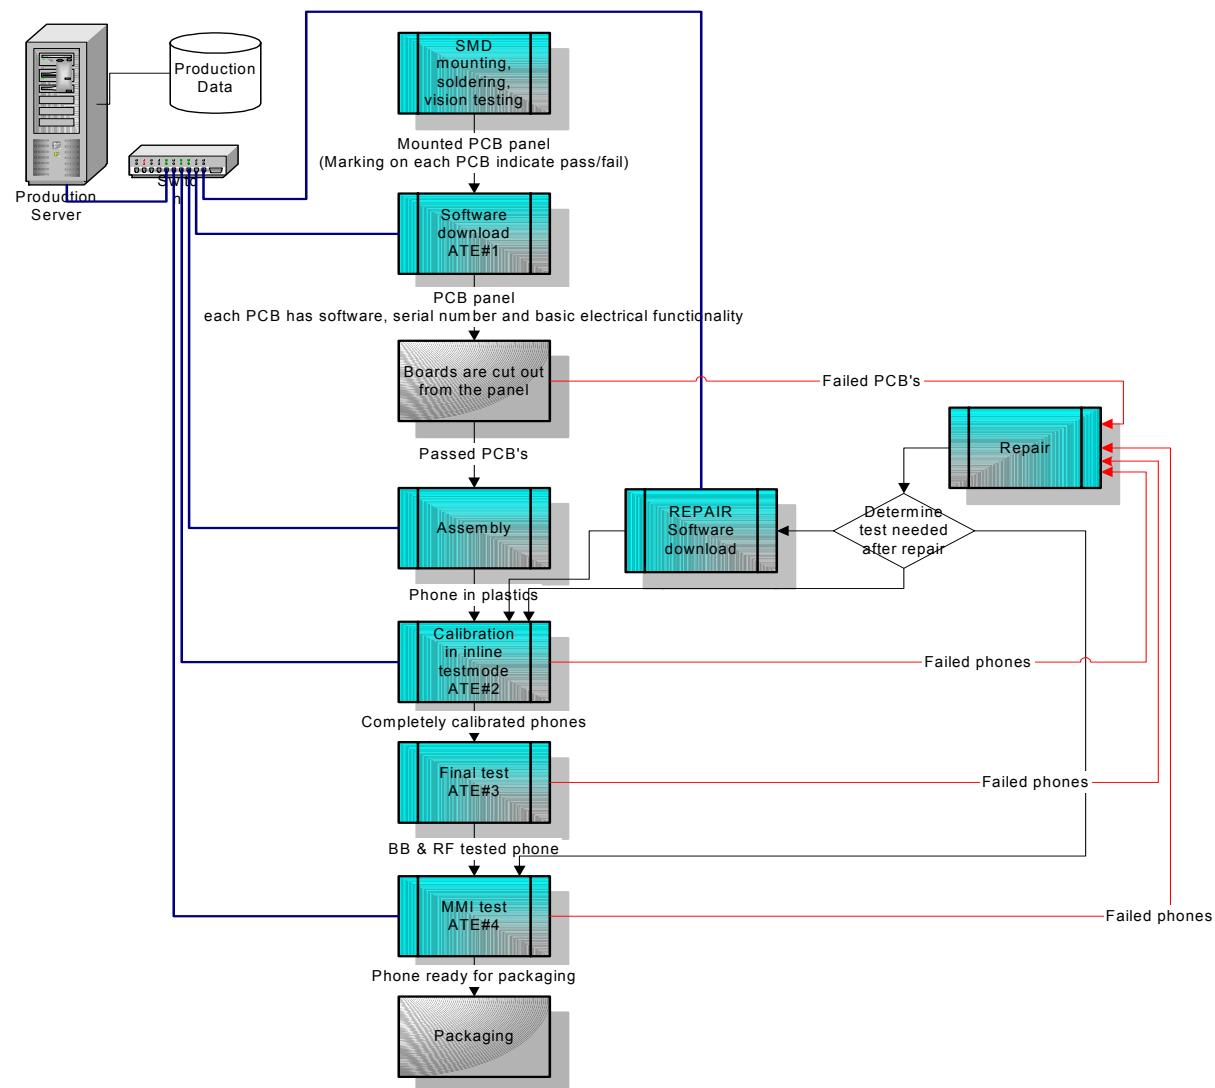 Production
Data
Production
Server
Switc
h
SMD
mounting,
soldering,
vision testing
Mounted PCB panel
(Marking on each PCB indicate pass/fail)
Software
download
ATE#1
PCB panel
each PCB has software, serial number and basic electrical functionality
Boards are cut out
from the panel
Failed PCB's
Passed PCB's
Repair
Assembly
REPAIR
Software
download
Determine
test needed
after repair
Phone in plastics
Calibration
in inline
testmode
ATE#2
Failed phones
Completely calibrated phones
Final test
ATE#3
Failed phones
BB & RF tested phone
MMI test
ATE#4
Failed phones
Phone ready for packaging
Packaging